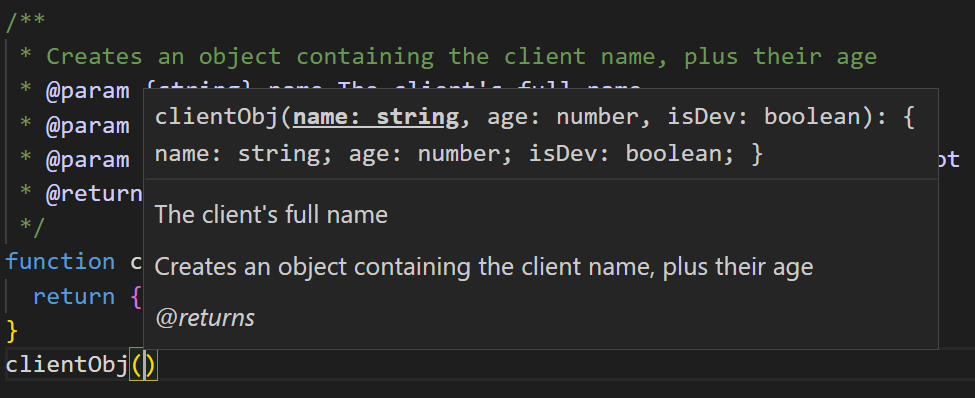 /**
* Creates an object containing the client name, plus their age
* @param {string} name The client's full name
* @param
clientObj(name: string, age: number, isDev: boolean): {
* @param
name: string; age: number; isDev: boolean; }
* @return
The client's full name
*/
function c
Creates an object containing the client name, plus their age
return {
@returns
}
clientObj()